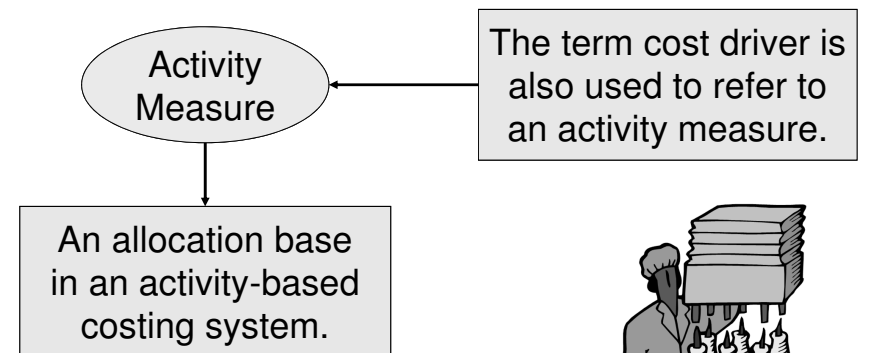 Activity
Measure
The term cost driver is
also used to refer to
an activity measure.
An allocation base
in an activity-based
costing system.